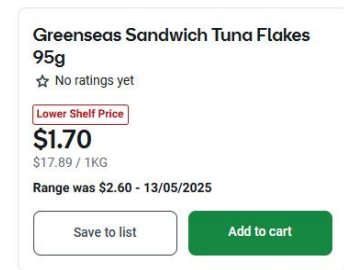 Greenseas Sandwich Tuna Flakes
95g
No ratings yet
Lower Shelf Price
$1.70
$17.89 / 1KG
Range was $2.60 - 13/05/2025
Save to list
Add to cart